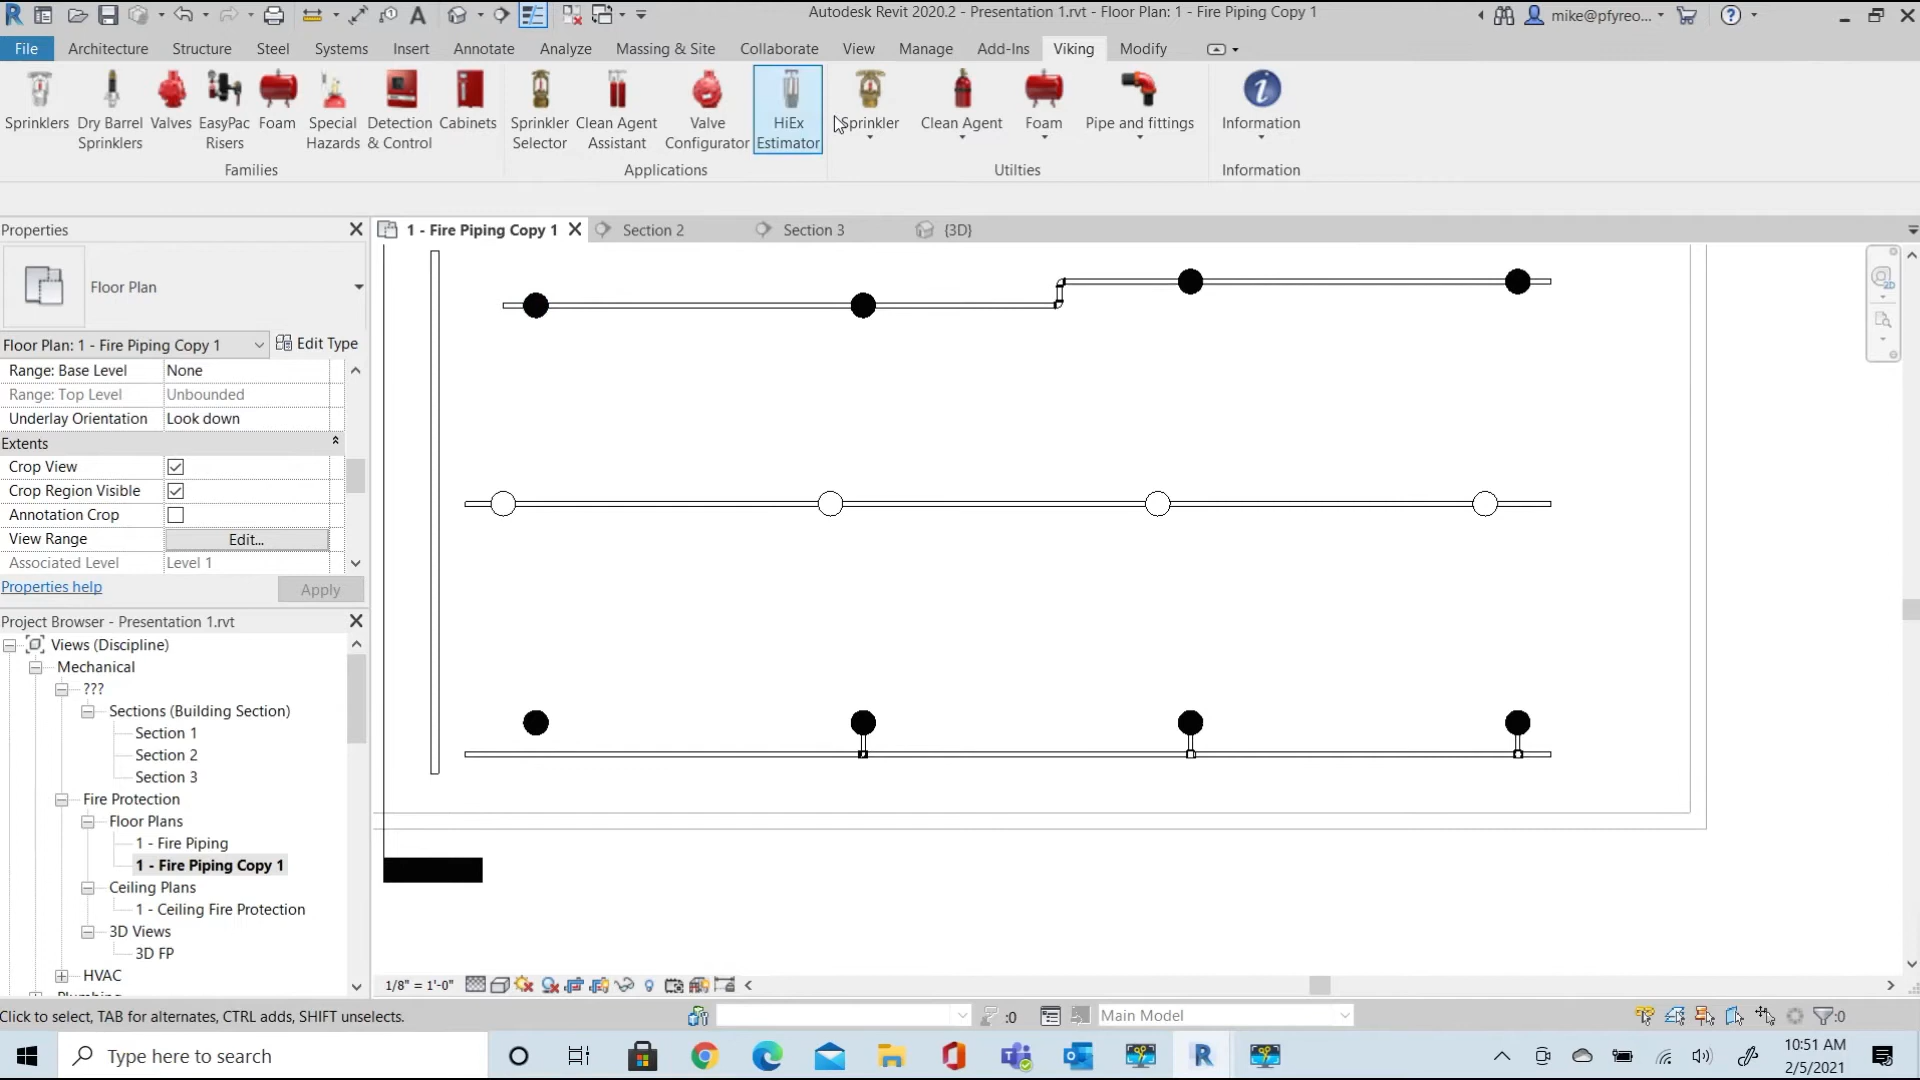 Autodesk Revit 2020.2 - Presentation 1.rvt - Floor Plan: 1 - Fire Piping Copy 1
mike@pfyreo...
File Architecture Structure Steel Systems Insert Annotate Analyze Massing & Site Collaborate View Manage Add-Ins Viking Modify
Sprinklers
Dry Barrel
Sprinklers
Valves
EasyPac
Risers
Foam
Special
Hazards
Detection
& Control
Cabinets
Sprinkler
Selector
Clean Agent
Assistant
Valve
Configurator
HiEx
Estimator
Sprinkler
Clean Agent
Foam
Pipe and fittings
Information
Families
Applications
Utilties
Information
Properties
1 - Fire Piping Copy 1
Section 2
Section 3
{3D}
Floor Plan
Floor Plan: 1 - Fire Piping Copy 1
Edit Type
Range: Base Level None
Range: Top Level Unbounded
Underlay Orientation Look down
Extents
Crop View
Crop Region Visible
Annotation Crop
View Range Edit...
Associated Level Level 1
Properties help
Apply
Project Browser - Presentation 1.rvt
Views (Discipline)
Mechanical
???
Sections (Building Section)
Section 1
Section 2
Section 3
Fire Protection
Floor Plans
1 - Fire Piping
1 - Fire Piping Copy 1
Ceiling Plans
1 - Ceiling Fire Protection
3D Views
3D FP
HVAC
1/8" = 1'-0"
Click to select, TAB for alternates, CTRL adds, SHIFT unselects.
:0
Main Model
:0
Type here to search
10:51 AM
2/5/2021